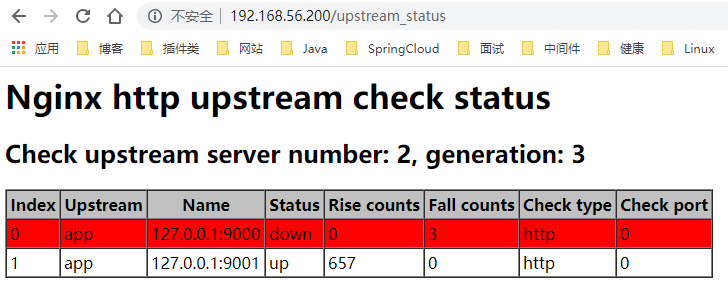 不安全 | 192.168.56.200/upstream_status
应用 博客 插件类 网站 Java SpringCloud 面试 中间件 健康 Linux
Nginx http upstream check status
Check upstream server number: 2, generation: 3
Index Upstream Name Status Rise counts Fall counts Check type Check port
0 app 127.0.0.1:9000 down 0 3 http 0
1 app 127.0.0.1:9001 up 657 0 http 0